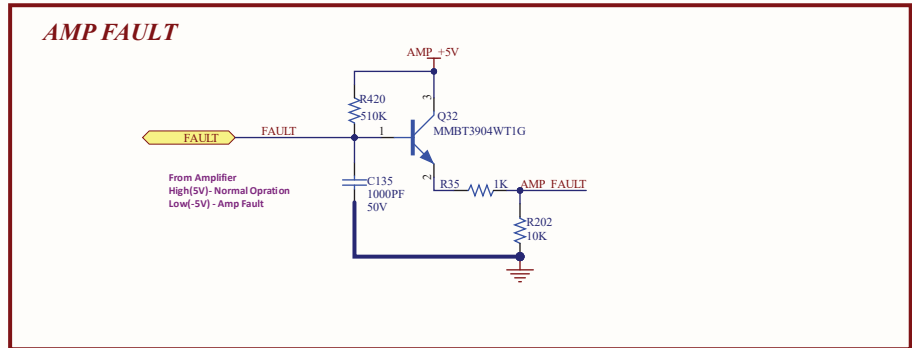 AMP FAULT
AMP_+5V
R420
510K
3
Q32
MMBT3904WT1G
1
FAULT
FAULT
From Amplifier
High(5V)- Normal Opration
Low(-5V) - Amp Fault
C135
1000PF
50V
2
R35
1K
AMP_FAULT
R202
10K